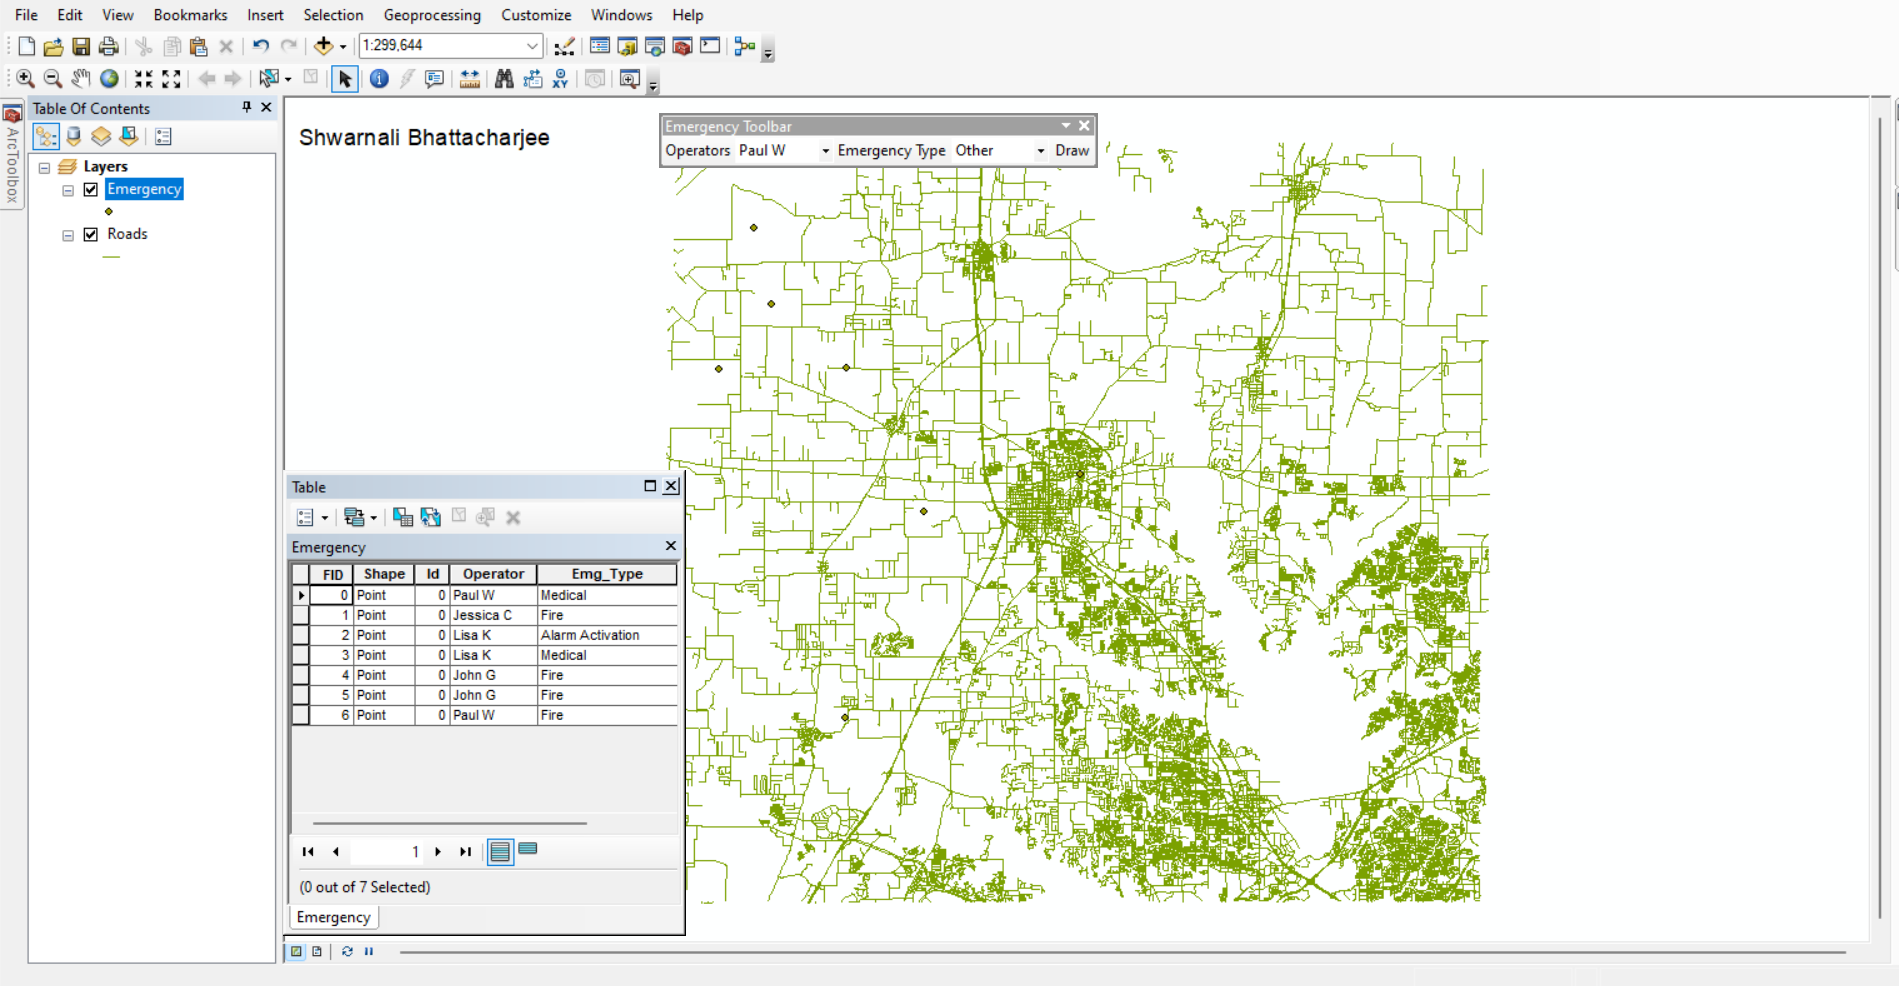 File Edit View Bookmarks Insert Selection Geoprocessing Customize Windows Help
1:299,644
Table Of Contents
ArcToolbox
Layers
Emergency
Roads
Shwarnali Bhattacharjee
Emergency Toolbar
Operators Paul W Emergency Type Other Draw
Table
Emergency
FID Shape Id Operator Emg_Type
0 Point 0 Paul W Medical
1 Point 0 Jessica C Fire
2 Point 0 Lisa K Alarm Activation
3 Point 0 Lisa K Medical
4 Point 0 John G Fire
5 Point 0 John G Fire
6 Point 0 Paul W Fire
1
(0 out of 7 Selected)
Emergency